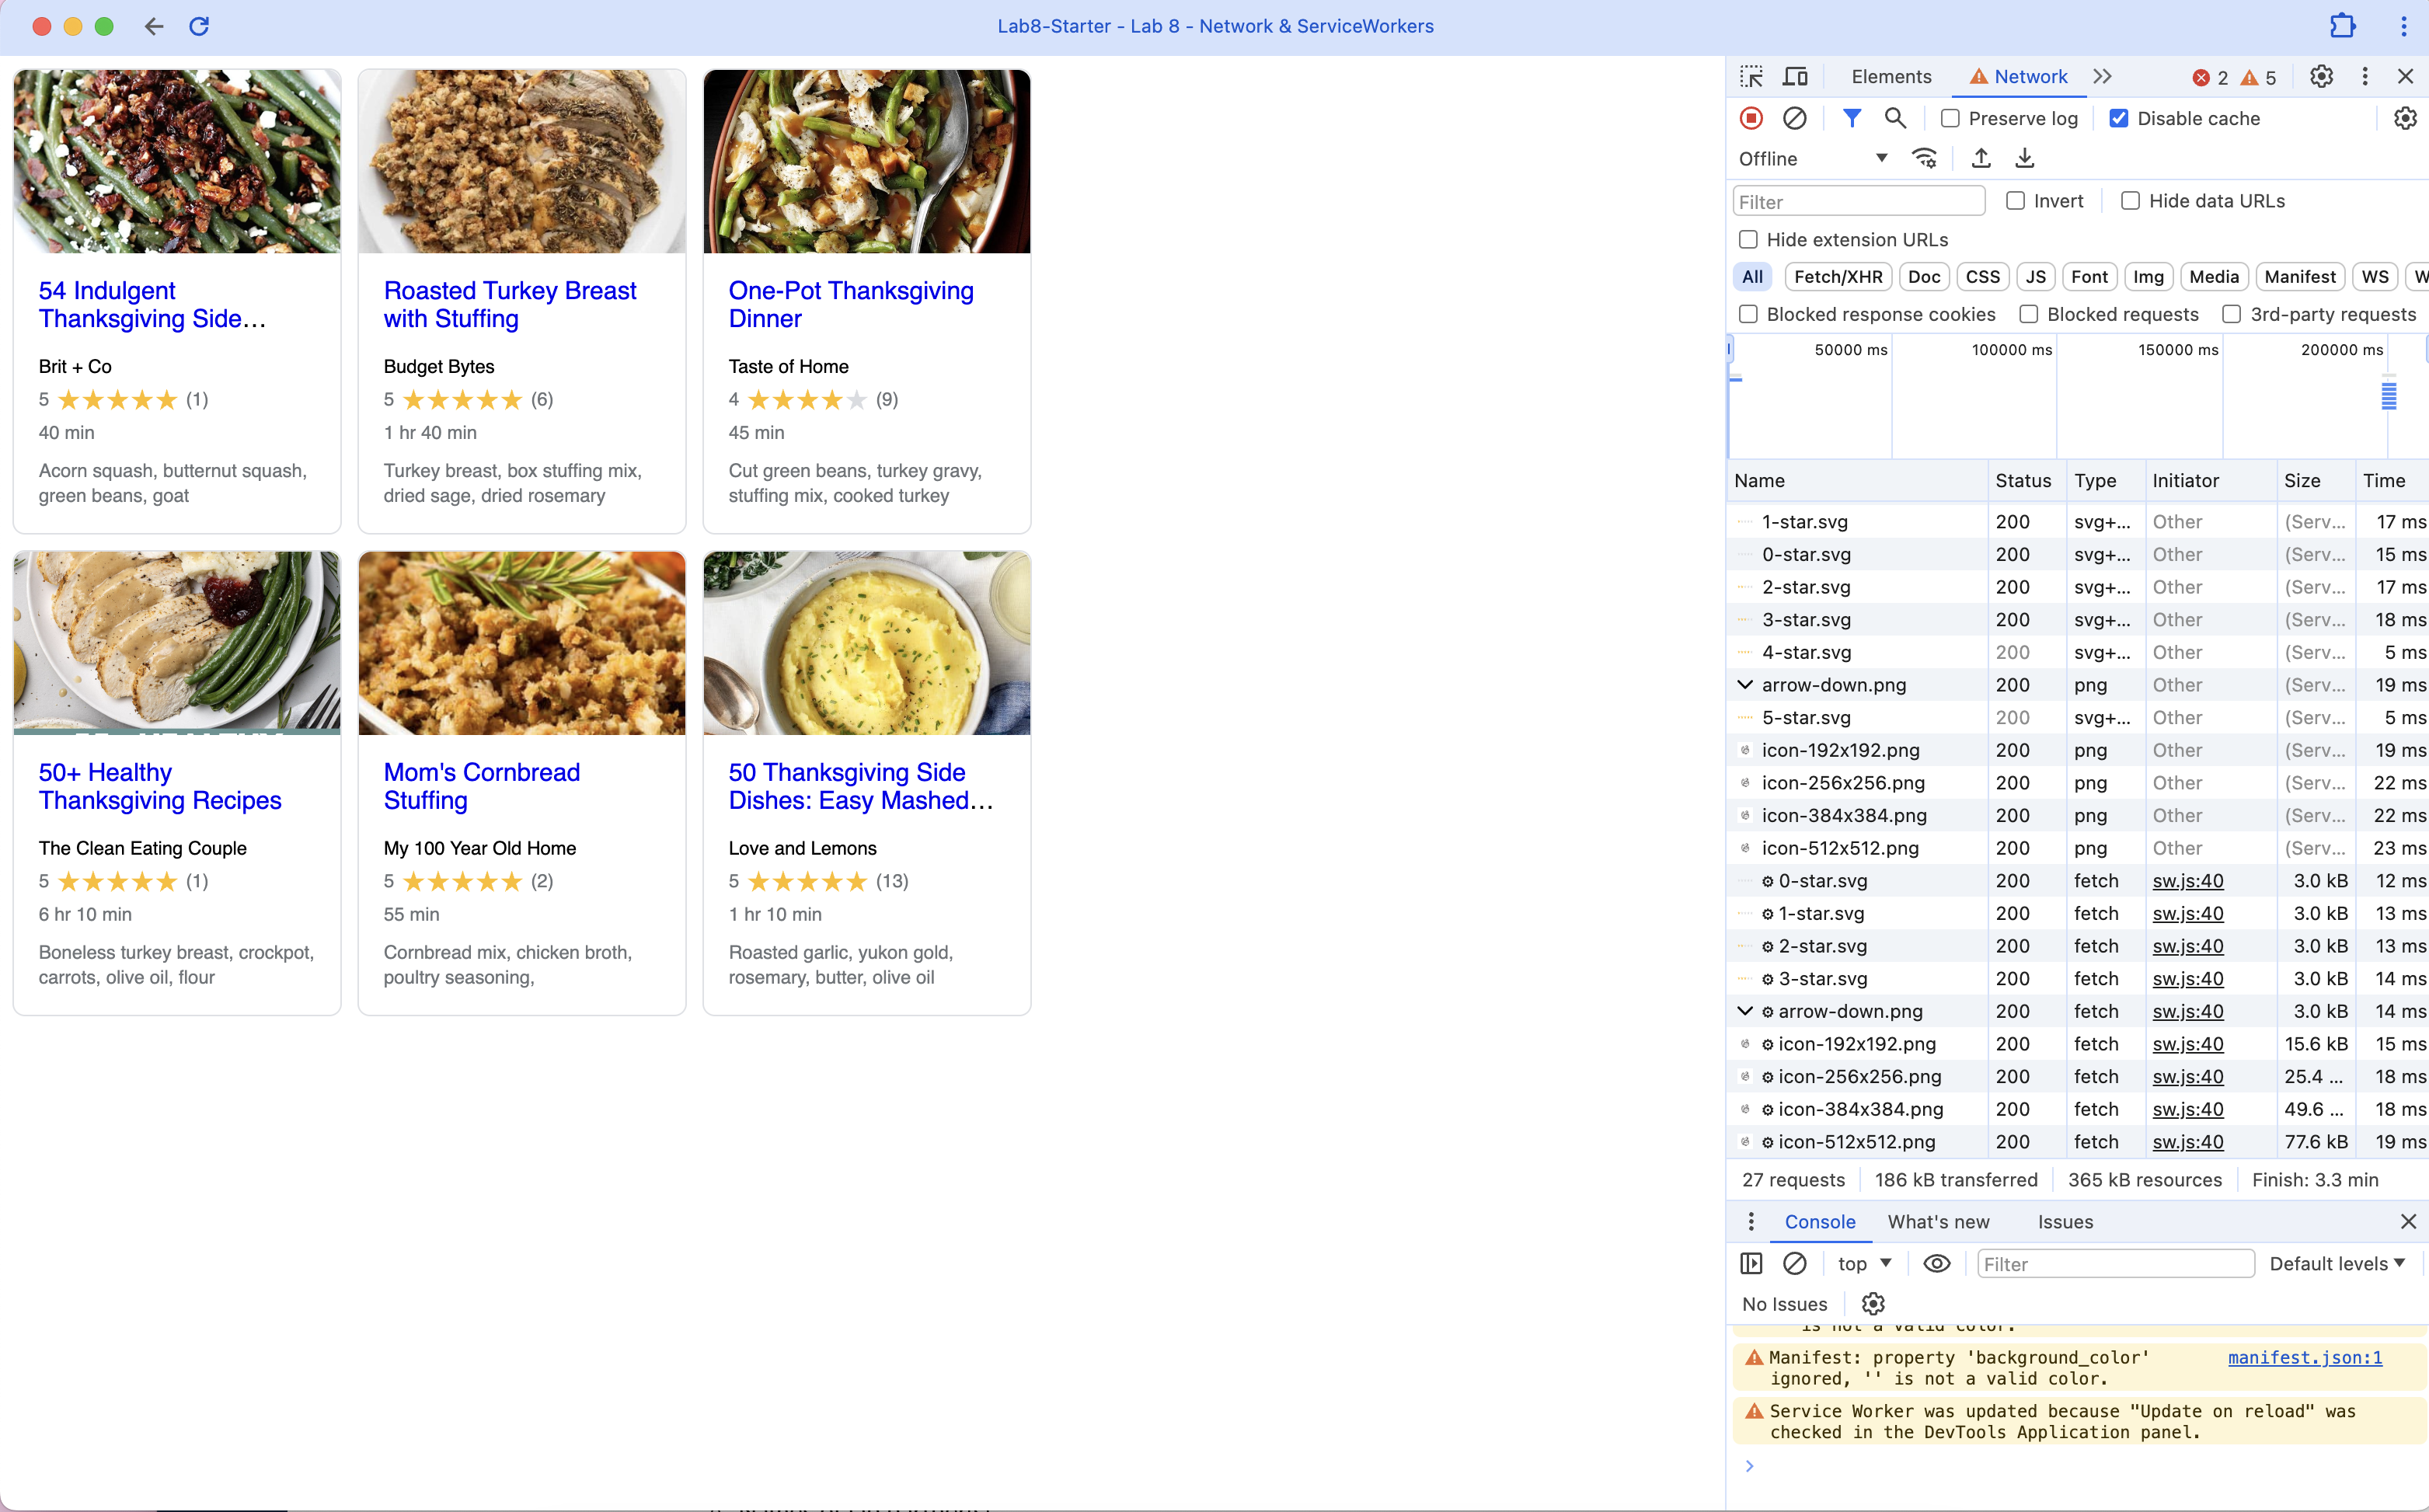 Lab8-Starter - Lab 8 - Network & ServiceWorkers
54 Indulgent
Thanksgiving Side…
Brit + Co
5 (1)
40 min
Acorn squash, butternut squash,
green beans, goat
Roasted Turkey Breast
with Stuffing
Budget Bytes
5 (6)
1 hr 40 min
Turkey breast, box stuffing mix,
dried sage, dried rosemary
One-Pot Thanksgiving
Dinner
Taste of Home
4 (9)
45 min
Cut green beans, turkey gravy,
stuffing mix, cooked turkey
50+ Healthy
Thanksgiving Recipes
The Clean Eating Couple
5 (1)
6 hr 10 min
Boneless turkey breast, crockpot,
carrots, olive oil, flour
Mom's Cornbread
Stuffing
My 100 Year Old Home
5 (2)
55 min
Cornbread mix, chicken broth,
poultry seasoning,
50 Thanksgiving Side
Dishes: Easy Mashed…
Love and Lemons
5 (13)
1 hr 10 min
Roasted garlic, yukon gold,
rosemary, butter, olive oil
Elements Network 2 5
Preserve log Disable cache
Offline
Filter Invert Hide data URLs
Hide extension URLs
All Fetch/XHR Doc CSS JS Font Img Media Manifest WS W
Blocked response cookies Blocked requests 3rd-party requests
50000 ms 100000 ms 150000 ms 200000 ms
Name Status Type Initiator Size Time
1-star.svg 200 svg+... Other (Serv... 17 ms
0-star.svg 200 svg+... Other (Serv... 15 ms
2-star.svg 200 svg+... Other (Serv... 17 ms
3-star.svg 200 svg+... Other (Serv... 18 ms
4-star.svg 200 svg+... Other (Serv... 5 ms
arrow-down.png 200 png Other (Serv... 19 ms
5-star.svg 200 svg+... Other (Serv... 5 ms
icon-192x192.png 200 png Other (Serv... 19 ms
icon-256x256.png 200 png Other (Serv... 22 ms
icon-384x384.png 200 png Other (Serv... 22 ms
icon-512x512.png 200 png Other (Serv... 23 ms
0-star.svg 200 fetch sw.js:40 3.0 kB 12 ms
1-star.svg 200 fetch sw.js:40 3.0 kB 13 ms
2-star.svg 200 fetch sw.js:40 3.0 kB 13 ms
3-star.svg 200 fetch sw.js:40 3.0 kB 14 ms
arrow-down.png 200 fetch sw.js:40 3.0 kB 14 ms
icon-192x192.png 200 fetch sw.js:40 15.6 kB 15 ms
icon-256x256.png 200 fetch sw.js:40 25.4 ... 18 ms
icon-384x384.png 200 fetch sw.js:40 49.6 ... 18 ms
icon-512x512.png 200 fetch sw.js:40 77.6 kB 19 ms
27 requests 186 kB transferred 365 kB resources Finish: 3.3 min
Console What's new Issues
top Filter Default levels
No Issues
is not a valid color.
Manifest: property 'background_color' manifest.json:1
ignored, '' is not a valid color.
Service Worker was updated because "Update on reload" was
checked in the DevTools Application panel.